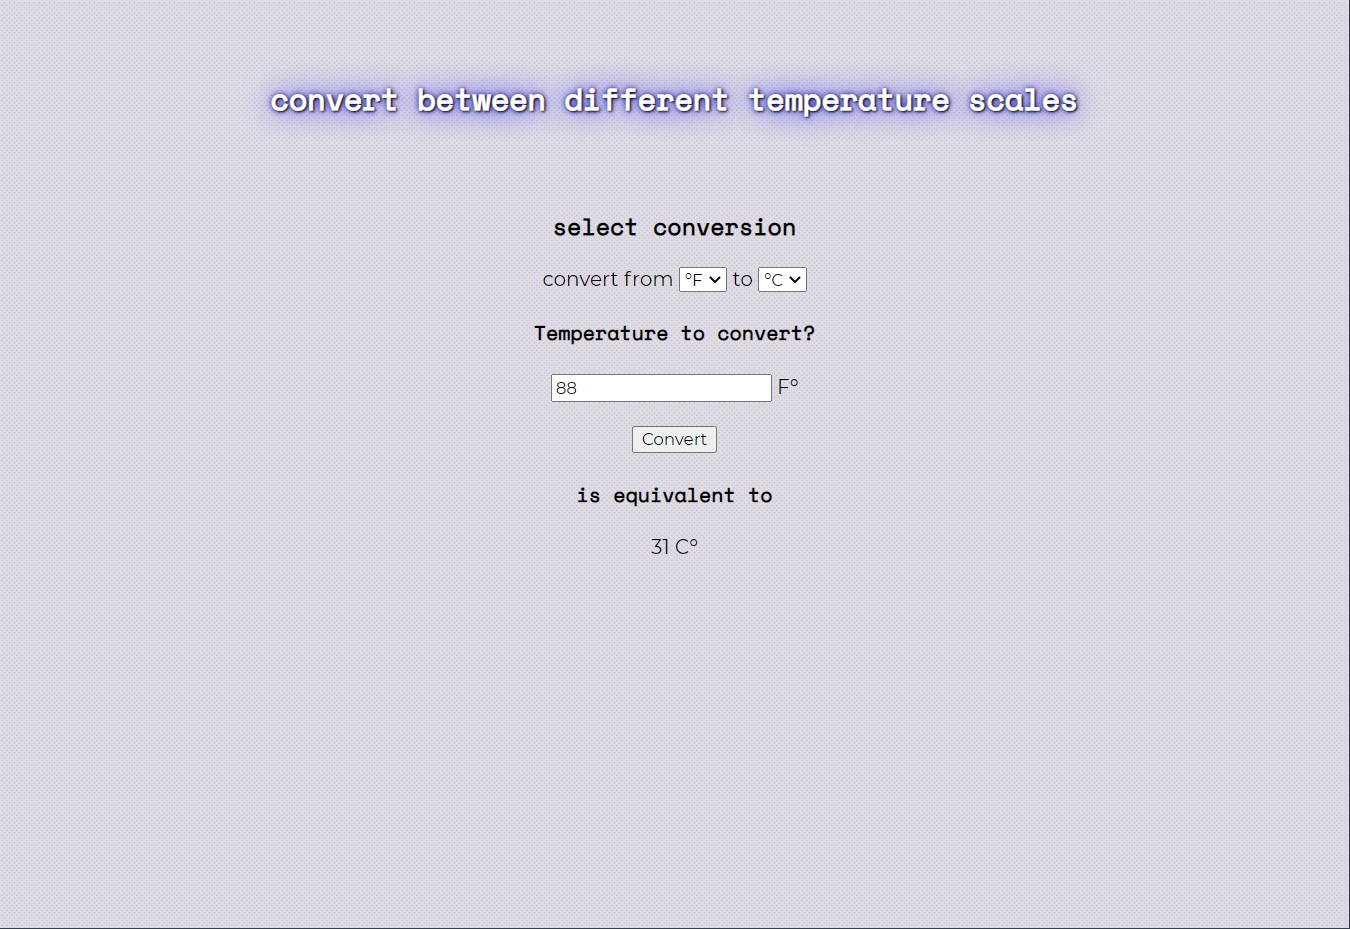 convert between different temperature scales
select conversion
convert from °F to °C
Temperature to convert?
88 F°
Convert
is equivalent to
31 C°